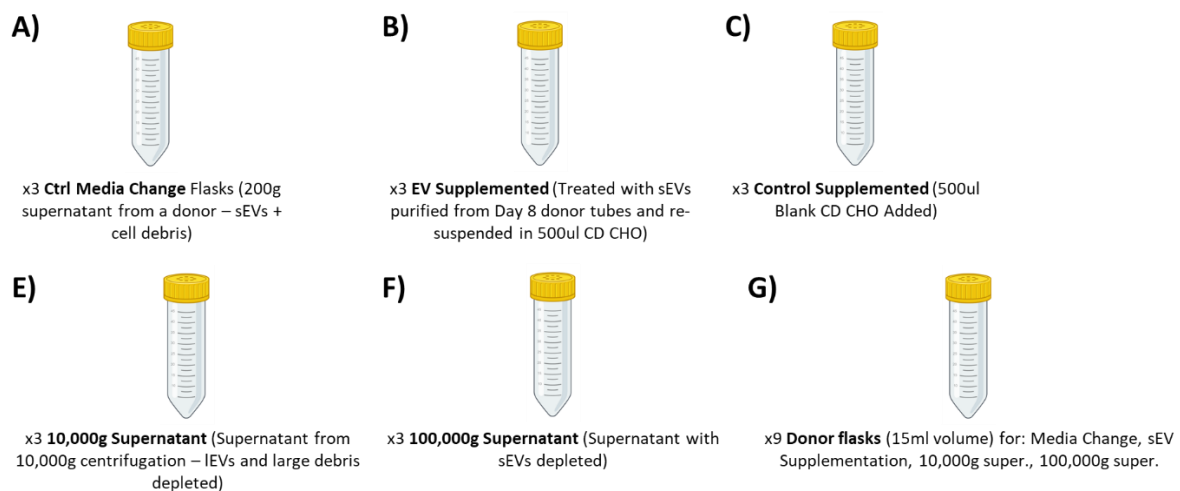 A)
x3 Ctrl Media Change Flasks (200g
supernatant from a donor – sEVs +
cell debris)
B)
x3 EV Supplemented (Treated with sEVs
purified from Day 8 donor tubes and re-
suspended in 500ul CD CHO)
C)
x3 Control Supplemented (500ul
Blank CD CHO Added)
E)
x3 10,000g Supernatant (Supernatant from
10,000g centrifugation – lEVs and large debris
depleted)
F)
x3 100,000g Supernatant (Supernatant with
sEVs depleted)
G)
x9 Donor flasks (15ml volume) for: Media Change, sEV
Supplementation, 10,000g super., 100,000g super.